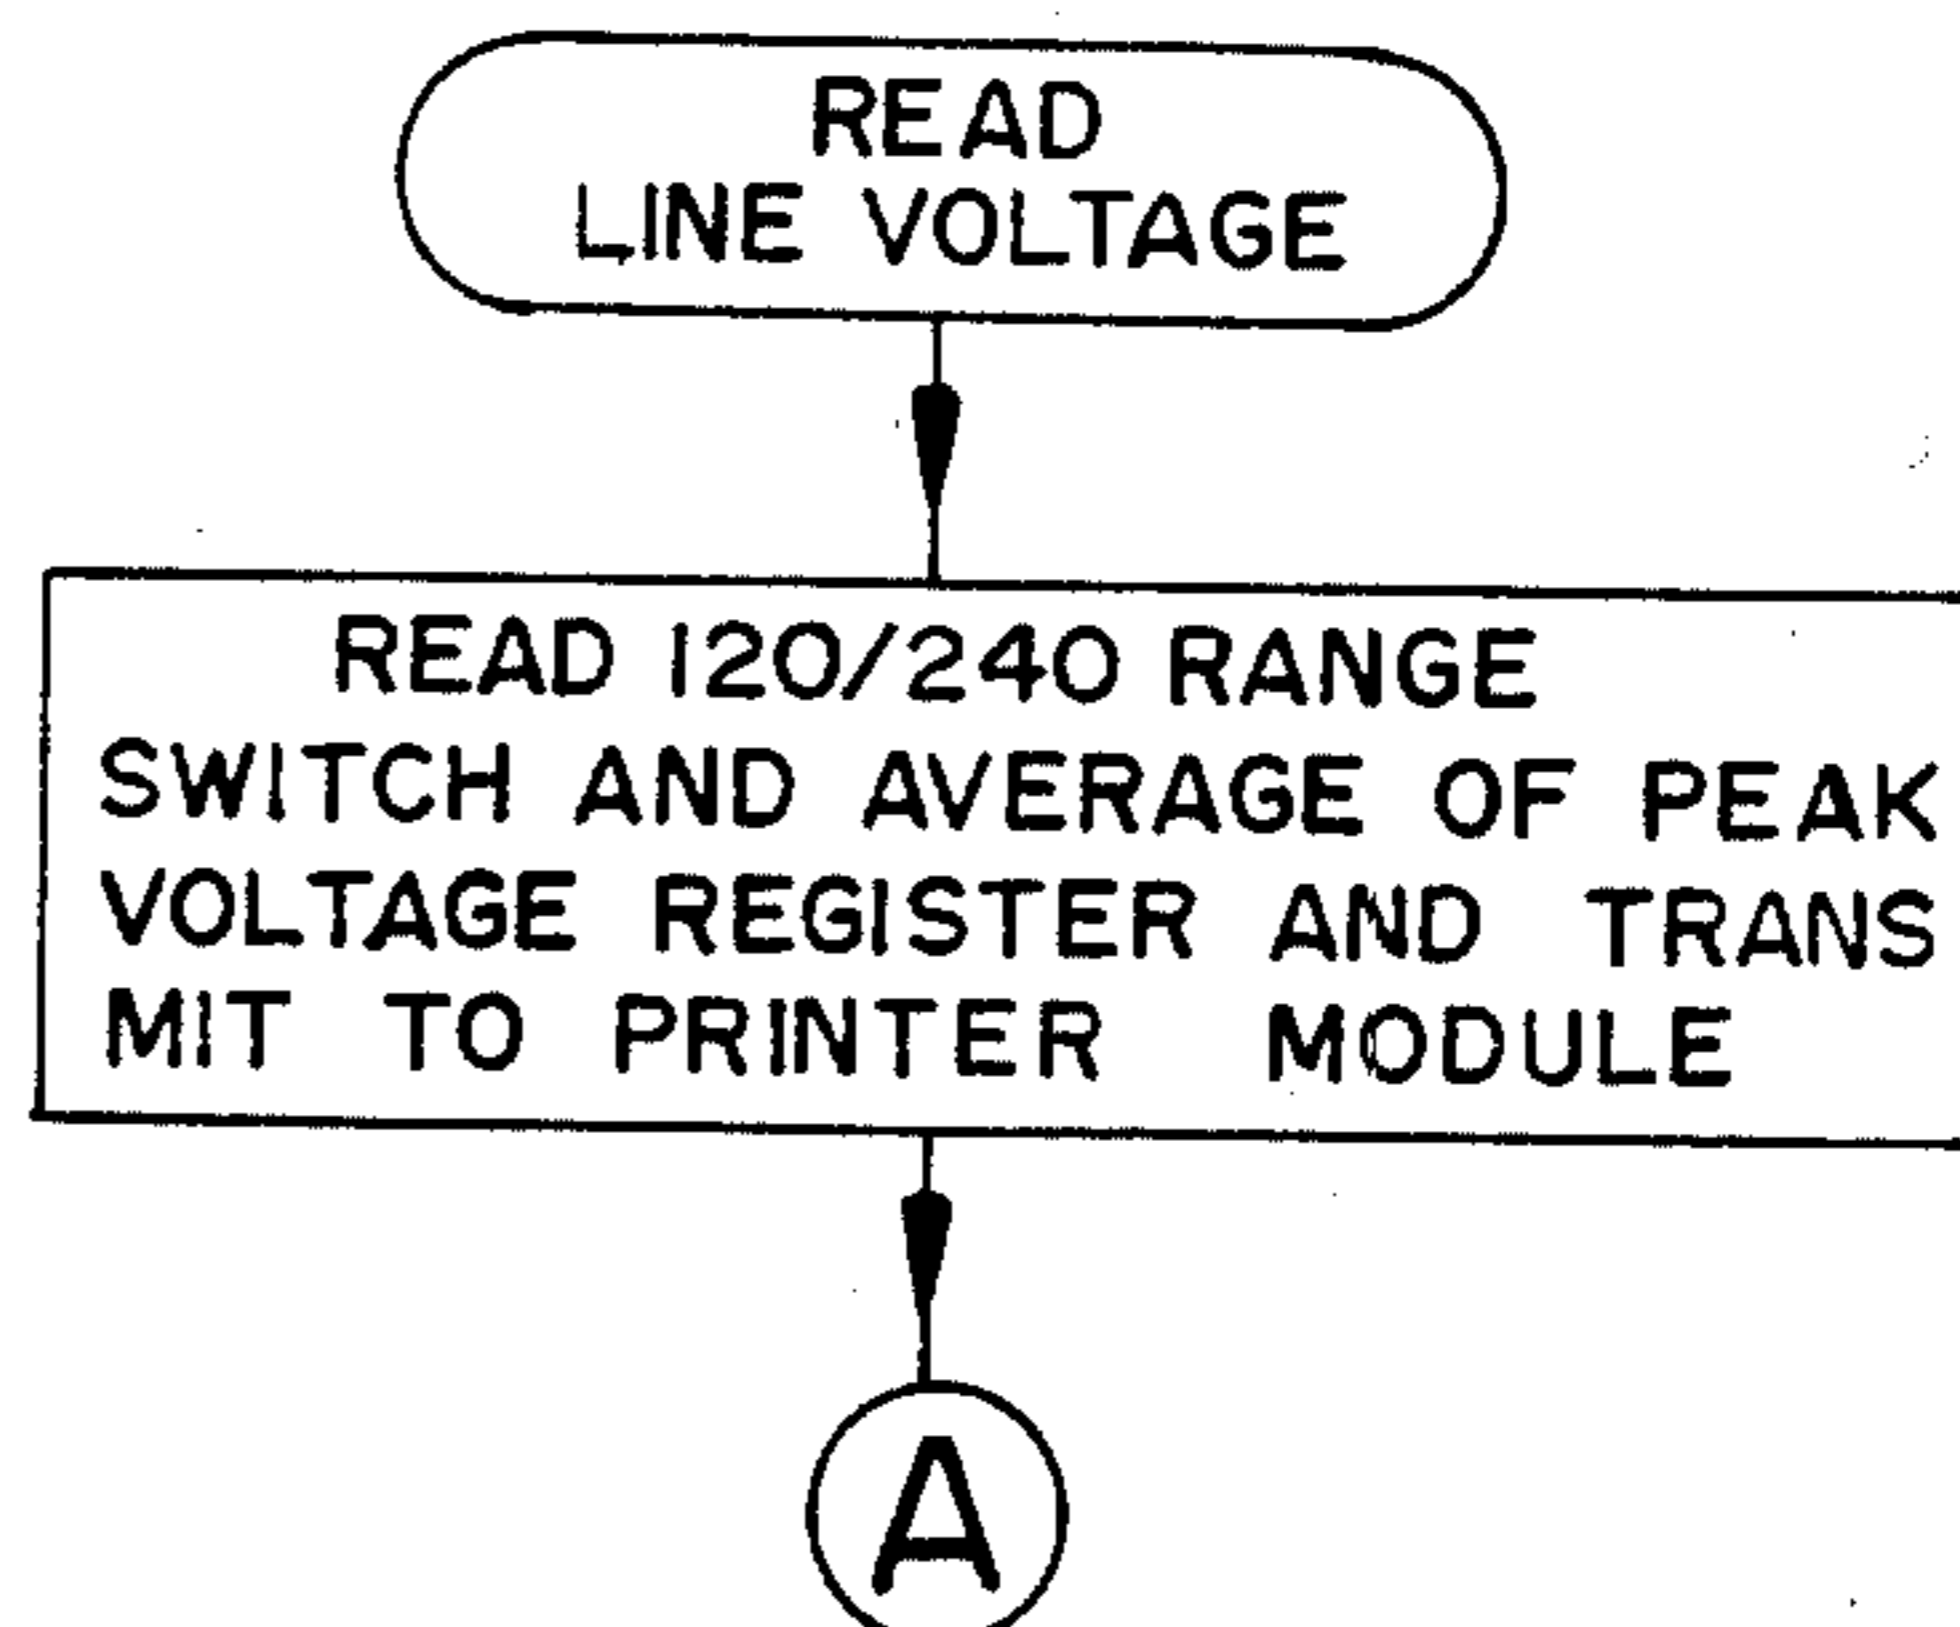 READ
LINE VOLTAGE
READ 120/240 RANGE
SWITCH AND AVERAGE OF PEAK
VOLTAGE REGISTER AND TRANS
MIT TO PRINTER MODULE
A